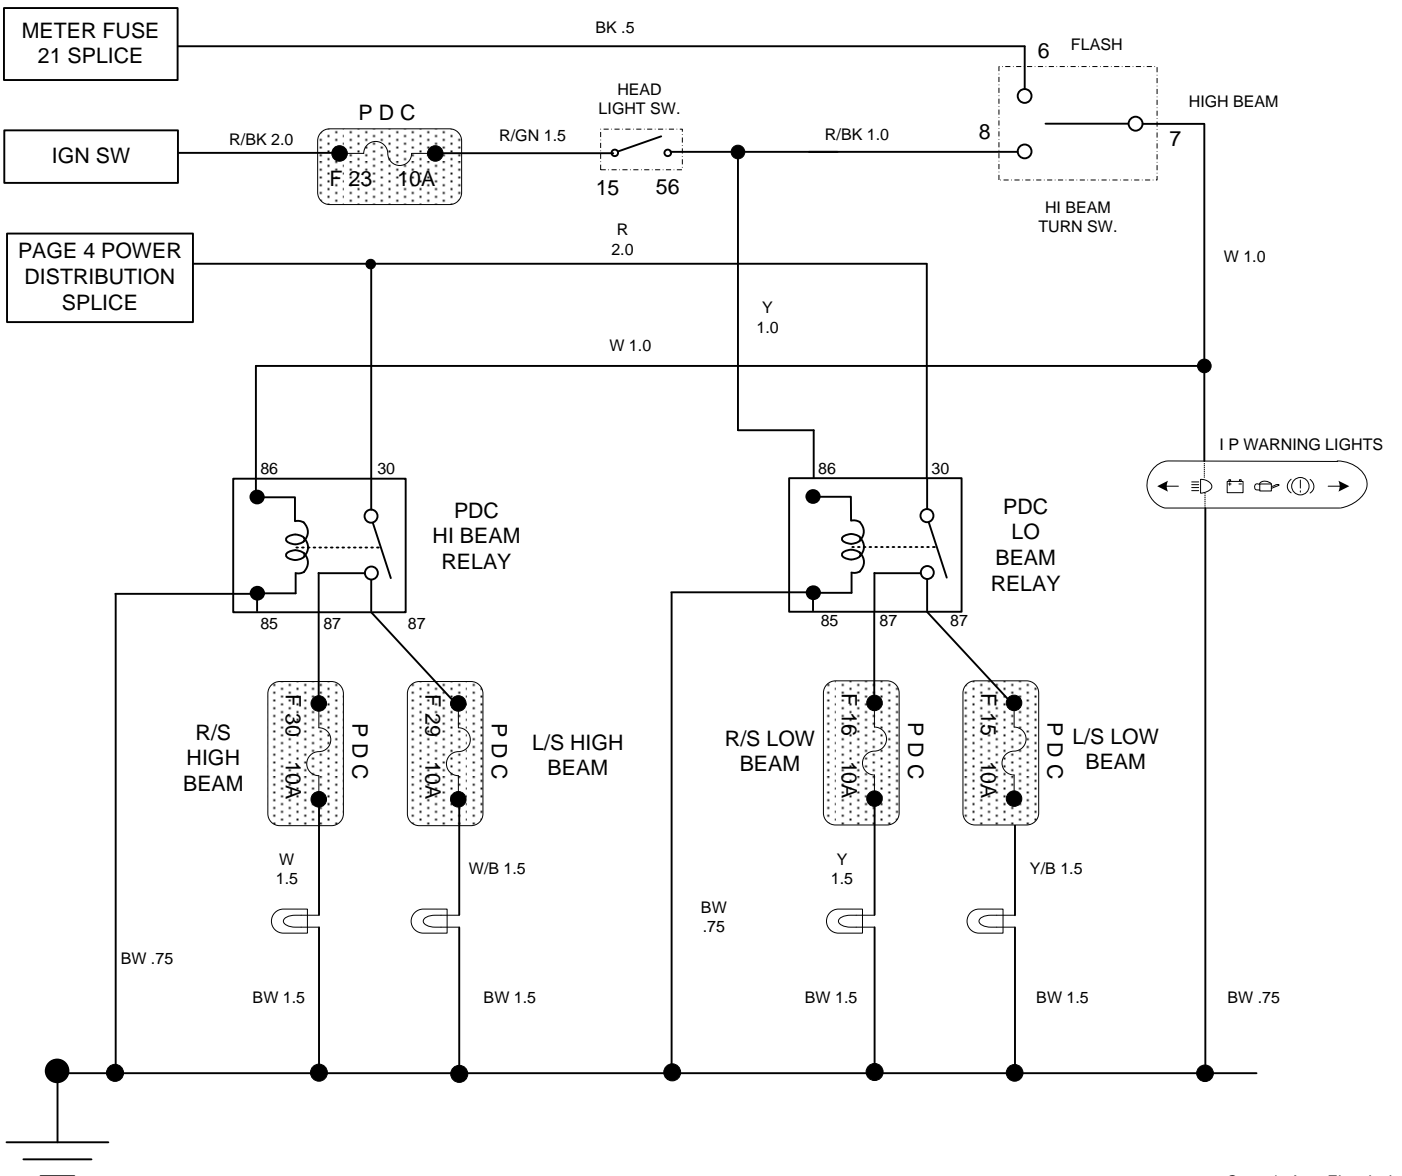 METER FUSE
21 SPLICE
BK .5
6
FLASH
HIGH BEAM
HEAD
LIGHT SW.
P D C
IGN SW
R/BK 2.0
R/GN 1.5
R/BK 1.0
8
7
F 23
10A
15
56
HI BEAM
TURN SW.
PAGE 4 POWER
DISTRIBUTION
SPLICE
R
2.0
W 1.0
Y
1.0
W 1.0
I P WARNING LIGHTS
86
30
PDC
HI BEAM
RELAY
86
30
PDC
LO
BEAM
RELAY
85
87
87
85
87
87
R/S
HIGH
BEAM
F 30
10A
P D C
F 29
10A
P D C
L/S HIGH
BEAM
R/S LOW
BEAM
F 16
10A
P D C
F 15
10A
P D C
L/S LOW
BEAM
W
1.5
W/B 1.5
Y
1.5
Y/B 1.5
BW
.75
BW .75
BW 1.5
BW 1.5
BW 1.5
BW 1.5
BW .75